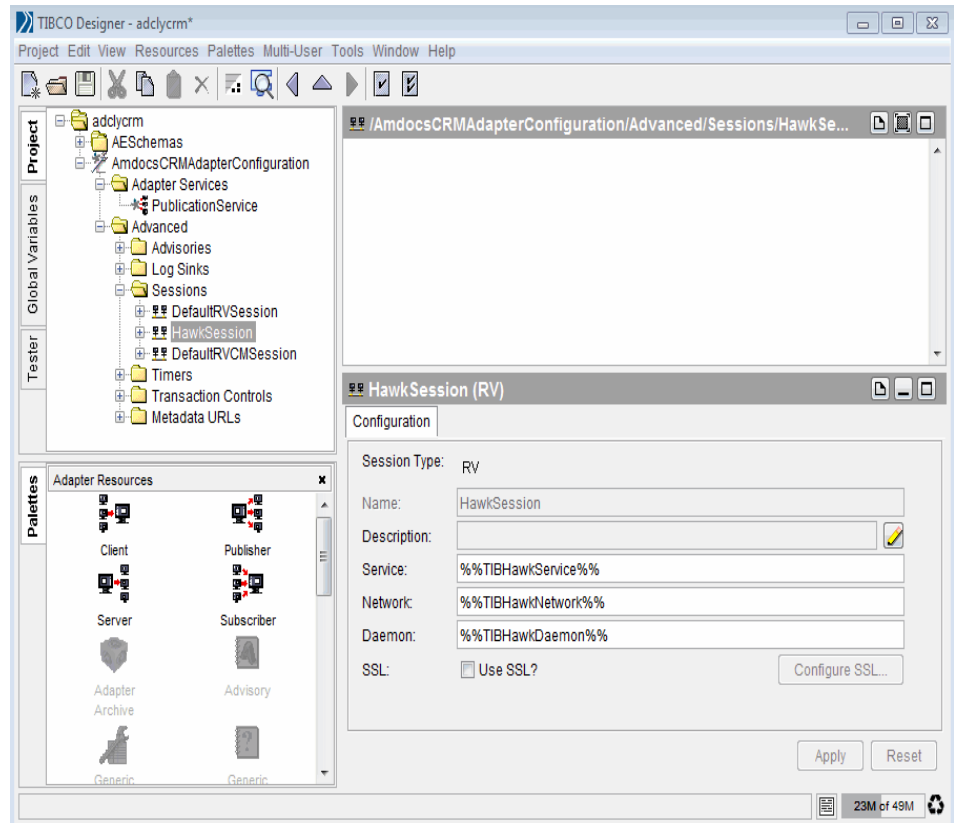 TIBCO Designer - adclycrm*
Project Edit View Resources Palettes Multi-User Tools Window Help
Project
Global Variables
Tester
adclycrm
AESchemas
AmdocsCRMAdapterConfiguration
Adapter Services
PublicationService
Advanced
Advisories
Log Sinks
Sessions
DefaultRVSession
HawkSession
DefaultRVCMSession
Timers
Transaction Controls
Metadata URLs
/AmdocsCRMAdapterConfiguration/Advanced/Sessions/HawkSe...
Palettes
Adapter Resources
Client
Publisher
Server
Subscriber
Adapter
Archive
Advisory
Generic
Generic
HawkSession (RV)
Configuration
Session Type: RV
Name: HawkSession
Description:
Service: %%TIBHawkService%%
Network: %%TIBHawkNetwork%%
Daemon: %%TIBHawkDaemon%%
SSL: Use SSL? Configure SSL...
Apply Reset
23M of 49M